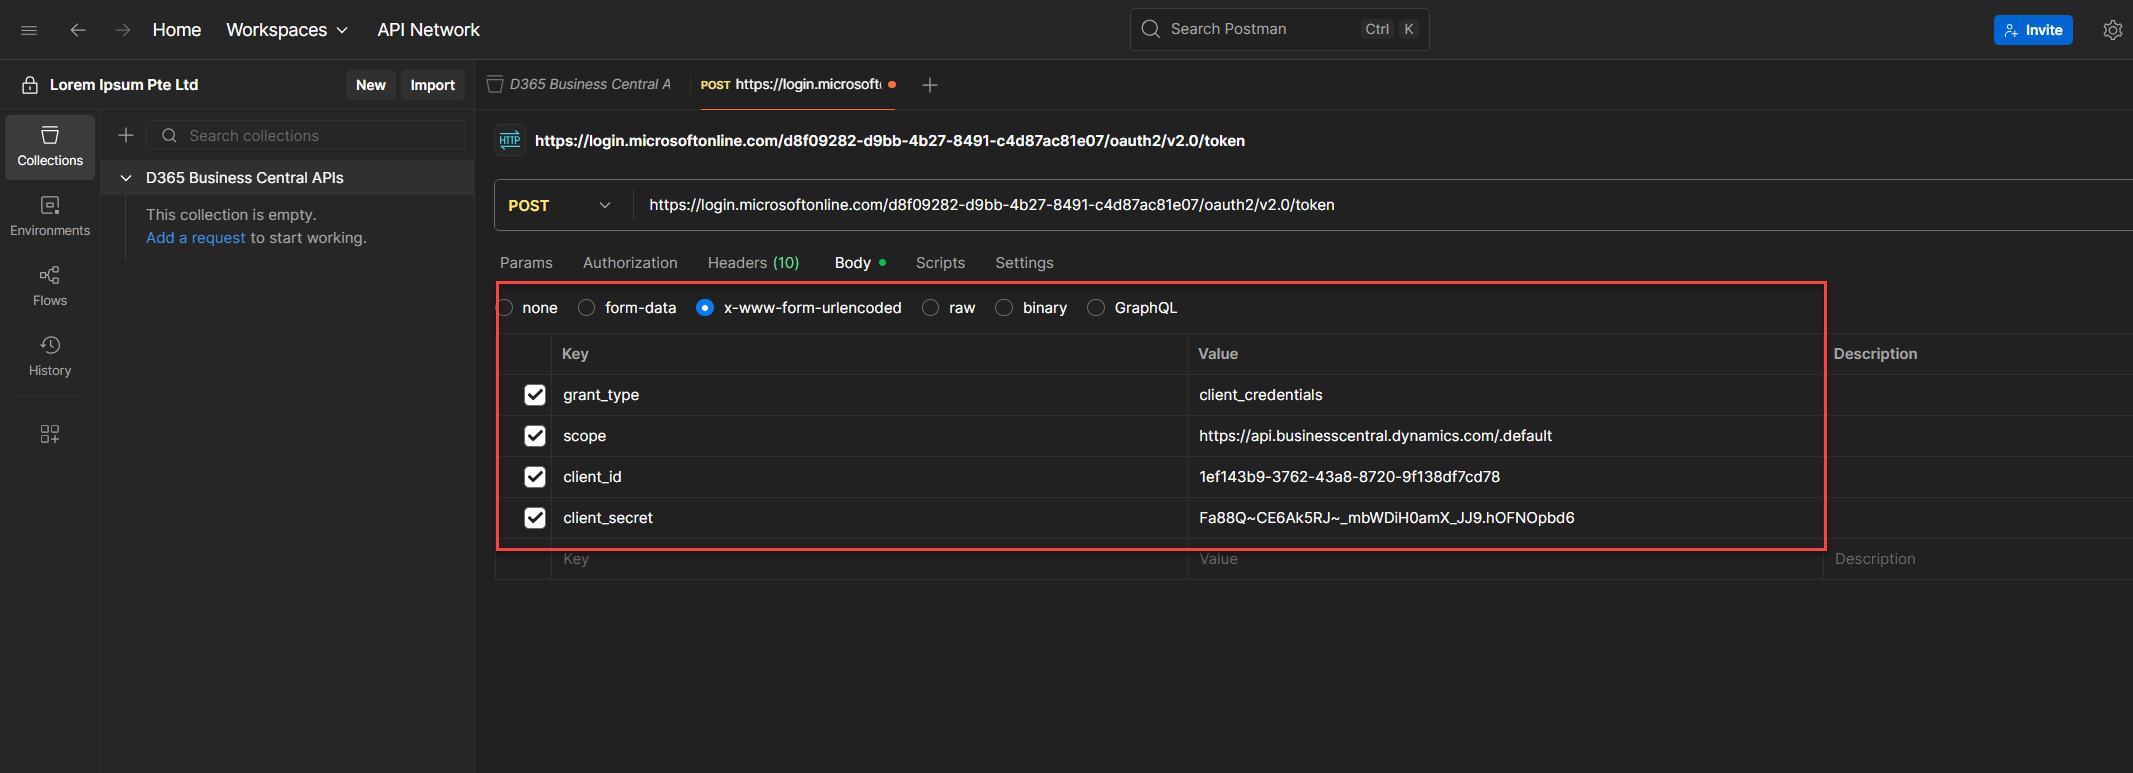 Home Workspaces API Network Search Postman Ctrl K Invite
Lorem Ipsum Pte Ltd New Import
D365 Business Central A POST https://login.microsoft
Search collections
https://login.microsoftonline.com/d8f09282-d9bb-4b27-8491-c4d87ac81e07/oauth2/v2.0/token
HTTP
Collections
D365 Business Central APIs
This collection is empty.
Add a request to start working.
Environments
Flows
History
POST https://login.microsoftonline.com/d8f09282-d9bb-4b27-8491-c4d87ac81e07/oauth2/v2.0/token
Params Authorization Headers (10) Body Scripts Settings
none form-data x-www-form-urlencoded raw binary GraphQL
Key Value Description
grant_type client_credentials
scope https://api.businesscentral.dynamics.com/.default
client_id 1ef143b9-3762-43a8-8720-9f138df7cd78
client_secret Fa88Q~CE6Ak5RJ~_mbWDiH0amX_JJ9.hOFNOpbd6
Key Value Description